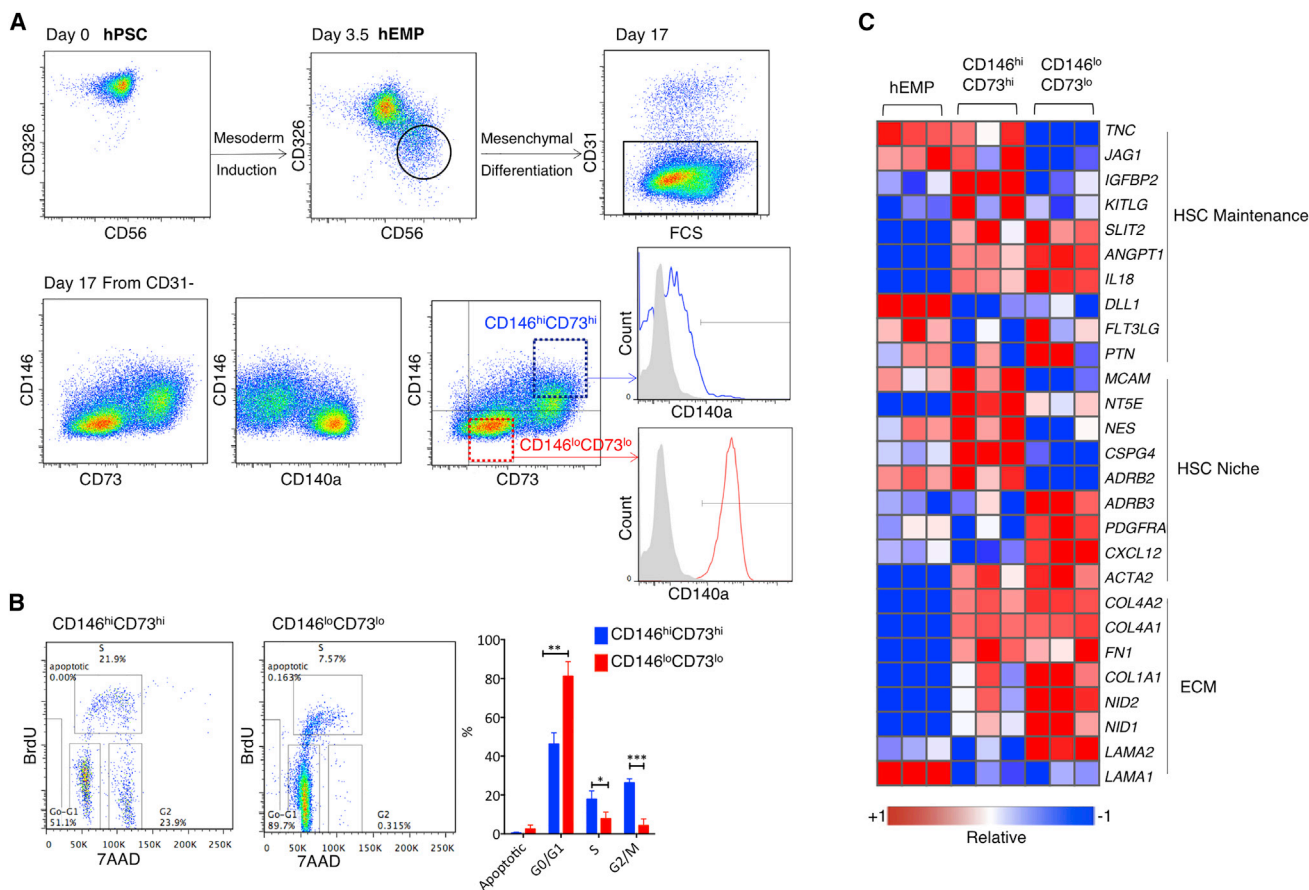 A
Day 0 hPSC
CD326
CD56
Mesoderm
Induction
Day 3.5 hEMP
CD326
CD56
Mesenchymal
Differentiation
Day 17
CD31
FCS
Day 17 From CD31-
CD146
CD73
CD146
CD140a
CD146
CD73
CD146hiCD73hi
CD146loCD73lo
Count
0
CD140a
Count
0
CD140a
B
CD146hiCD73hi
S
21.9%
apoptotic
0.00%
BrdU
Go-G1
51.1%
G2
23.9%
0 50K 100K 150K 200K 250K
7AAD
CD146loCD73lo
S
7.57%
apoptotic
0.163%
BrdU
Go-G1
89.7%
G2
0.315%
0 50K 100K 150K 200K 250K
7AAD
%
100
80
60
40
20
0
**
*
***
CD146hiCD73hi
CD146loCD73lo
Apoptotic
G0/G1
S
G2/M
C
hEMP
CD146hi
CD73hi
CD146lo
CD73lo
TNC
JAG1
IGFBP2
KITLG
SLIT2
ANGPT1
IL18
DLL1
FLT3LG
PTN
MCAM
NT5E
NES
CSPG4
ADRB2
ADRB3
PDGFRA
CXCL12
ACTA2
COL4A2
COL4A1
FN1
COL1A1
NID2
NID1
LAMA2
LAMA1
HSC Maintenance
HSC Niche
ECM
+1
-1
Relative